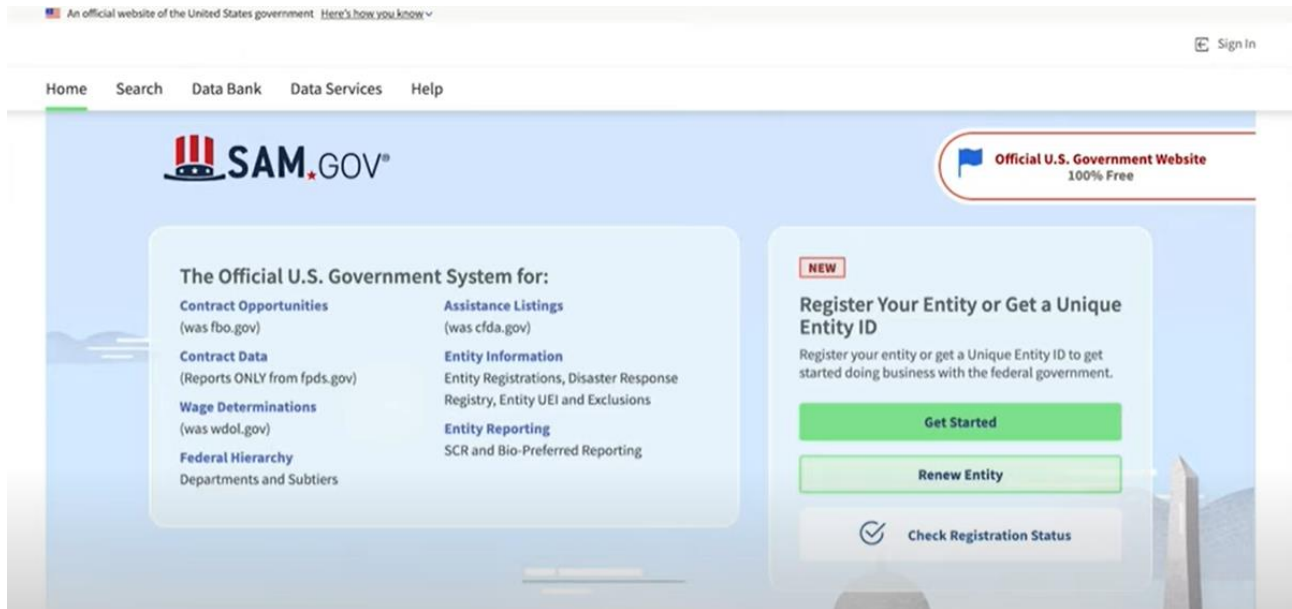 An official website of the United States government Here's how you know
Sign In
Home Search Data Bank Data Services Help
SAM.GOV®
Official U.S. Government Website
100% Free
The Official U.S. Government System for:
Contract Opportunities
(was fbo.gov)
Contract Data
(Reports ONLY from fpds.gov)
Wage Determinations
(was wdol.gov)
Federal Hierarchy
Departments and Subtiers
Assistance Listings
(was cfda.gov)
Entity Information
Entity Registrations, Disaster Response
Registry, Entity UEI and Exclusions
Entity Reporting
SCR and Bio-Preferred Reporting
NEW
Register Your Entity or Get a Unique
Entity ID
Register your entity or get a Unique Entity ID to get
started doing business with the federal government.
Get Started
Renew Entity
Check Registration Status